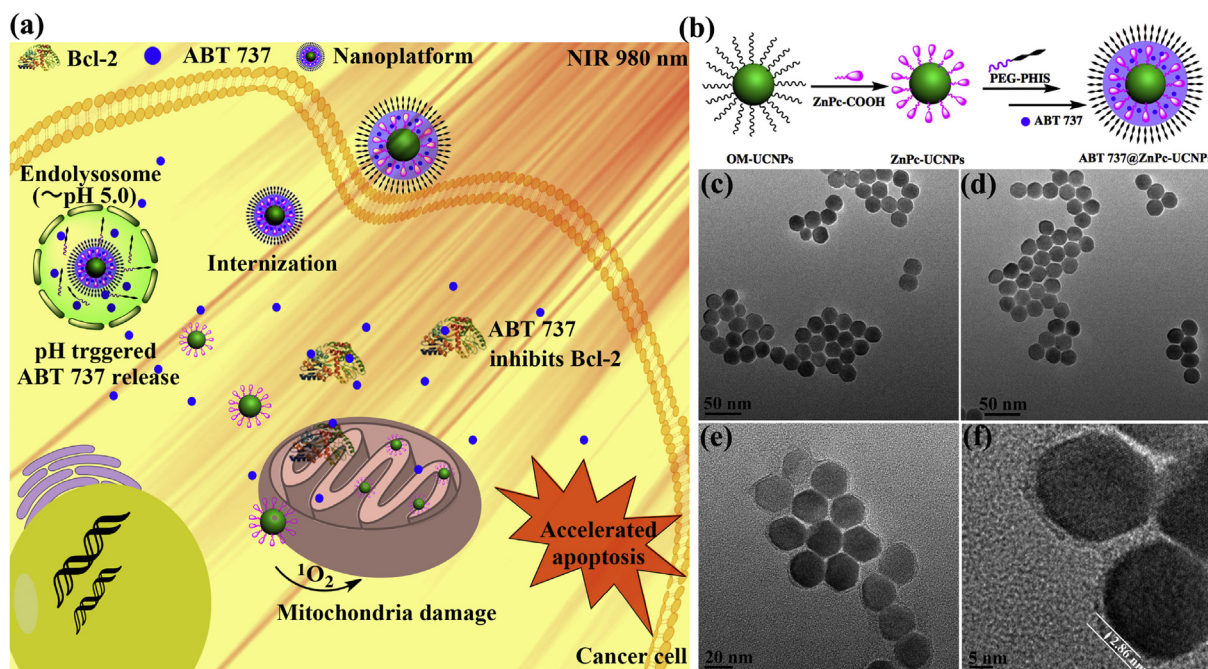 (a)
Bcl-2
ABT 737
Nanoplatform
NIR 980 nm
Endolysosome
(~pH 5.0)
Internization
ABT 737
inhibits Bcl-2
pH trggered
ABT 737 release
Accelerated
apoptosis
¹O₂
Mitochondria damage
Cancer cell
(b)
ZnPc-COOH
PEG-PHIS
ABT 737
OM-UCNPs
ZnPc-UCNPs
ABT 737@ZnPc-UCNPs
(c)
50 nm
(d)
50 nm
(e)
20 nm
(f)
5 nm